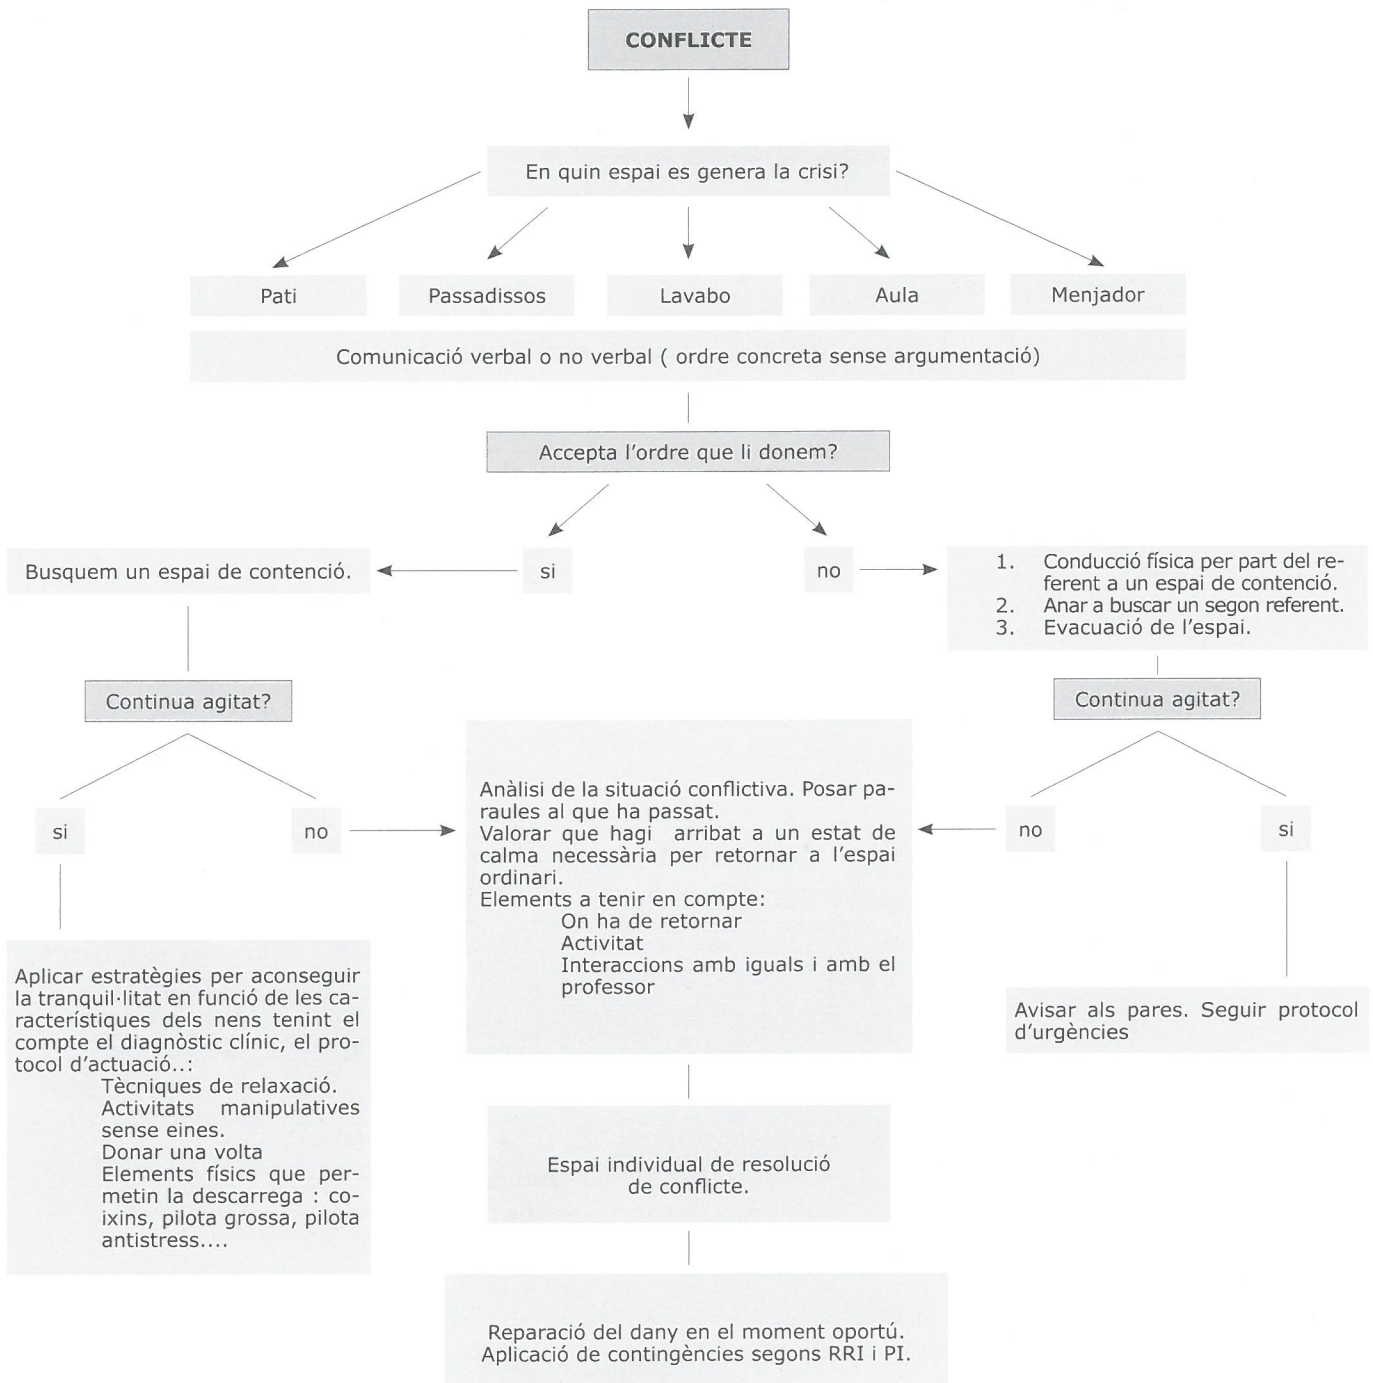 CONFLICTE
En quin espai es genera la crisi?
Pati
Passadissos
Lavabo
Aula
Menjador
Comunicació verbal o no verbal ( ordre concreta sense argumentació)
Accepta l'ordre que li donem?
Busquem un espai de contenció.
si
no
1. Conducció física per part del re-
ferent a un espai de contenció.
2. Anar a buscar un segon referent.
3. Evacuació de l'espai.
Continua agitat?
Continua agitat?
si
no
Anàlisi de la situació conflictiva. Posar pa-
raules al que ha passat.
Valorar que hagi arribat a un estat de
calma necessària per retornar a l'espai
ordinari.
Elements a tenir en compte:
On ha de retornar
Activitat
Interaccions amb iguals i amb el
professor
no
si
Aplicar estratègies per aconseguir
la tranquil·litat en funció de les ca-
racterístiques dels nens tenint el
compte el diagnòstic clínic, el pro-
tocol d'actuació..:
Tècniques de relaxació.
Activitats manipulatives
sense eines.
Donar una volta
Elements físics que per-
metin la descarrega : co-
ixins, pilota grossa, pilota
antistress....
Avisar als pares. Seguir protocol
d'urgències
Espai individual de resolució
de conflicte.
Reparació del dany en el moment oportú.
Aplicació de contingències segons RRI i PI.